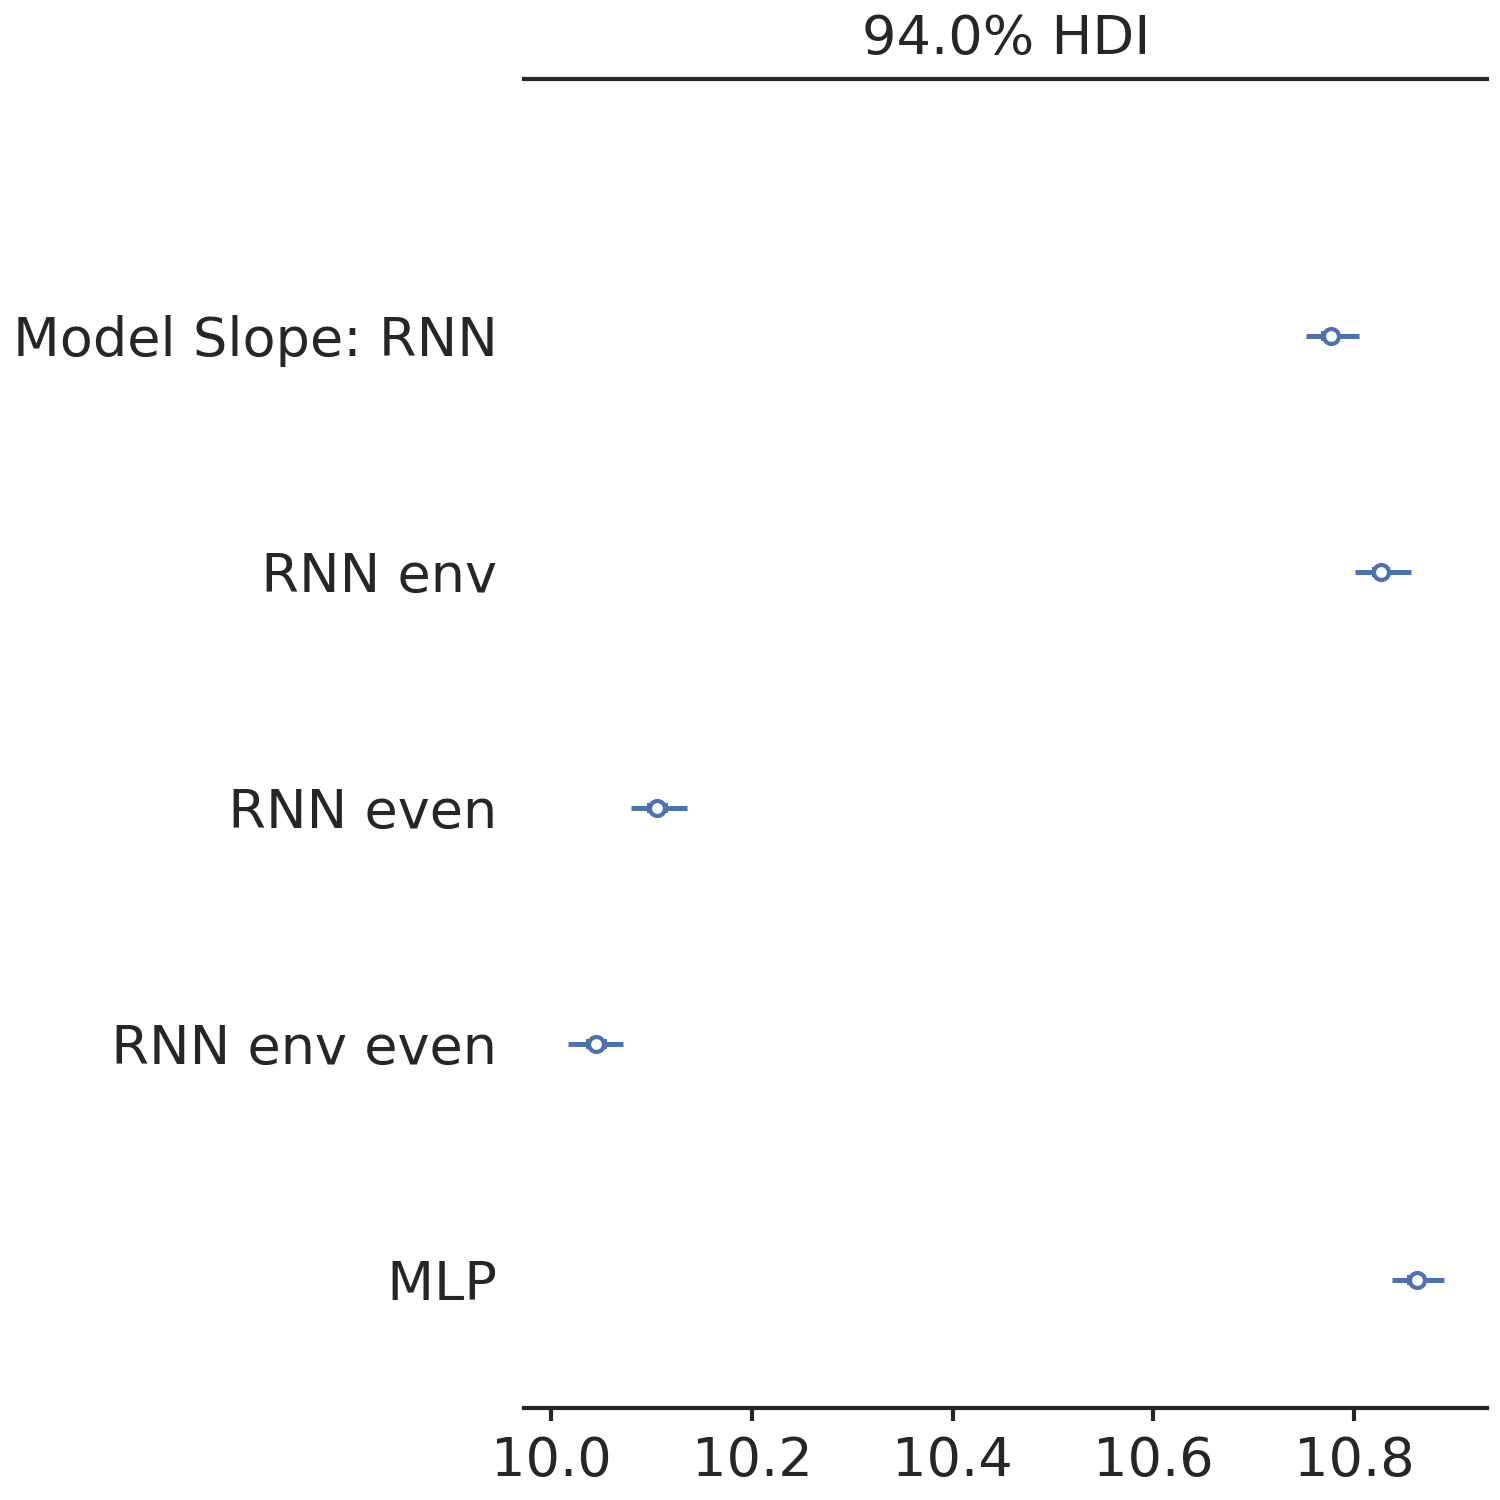 94.0% HDI
Model Slope: RNN
RNN env
RNN even
RNN env even
MLP
10.0 10.2 10.4 10.6 10.8